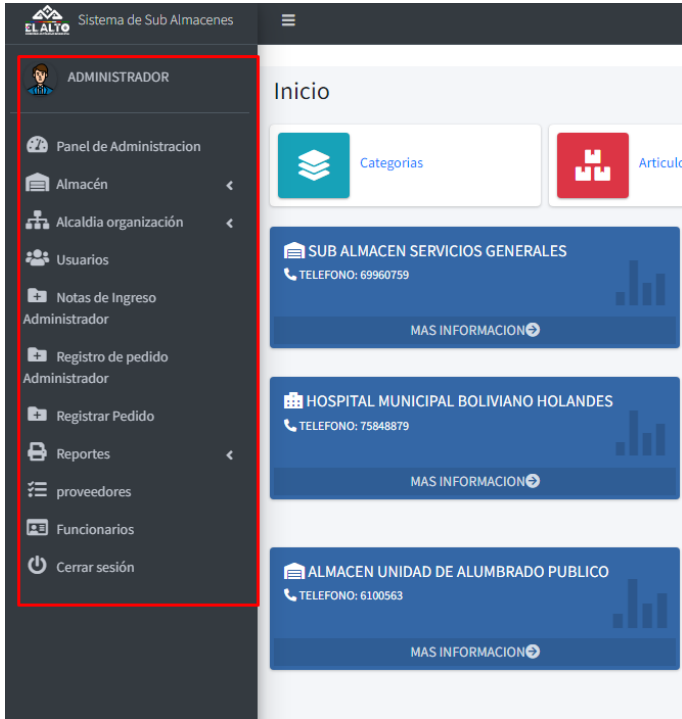 EL ALTO
Sistema de Sub Almacenes
ADMINISTRADOR
Panel de Administracion
Almacén
Alcaldia organización
Usuarios
Notas de Ingreso
Administrador
Registro de pedido
Administrador
Registrar Pedido
Reportes
proveedores
Funcionarios
Cerrar sesión
Inicio
Categorias
Articulo
SUB ALMACEN SERVICIOS GENERALES
TELEFONO: 69960759
MAS INFORMACION
HOSPITAL MUNICIPAL BOLIVIANO HOLANDES
TELEFONO: 75848879
MAS INFORMACION
ALMACEN UNIDAD DE ALUMBRADO PUBLICO
TELEFONO: 6100563
MAS INFORMACION